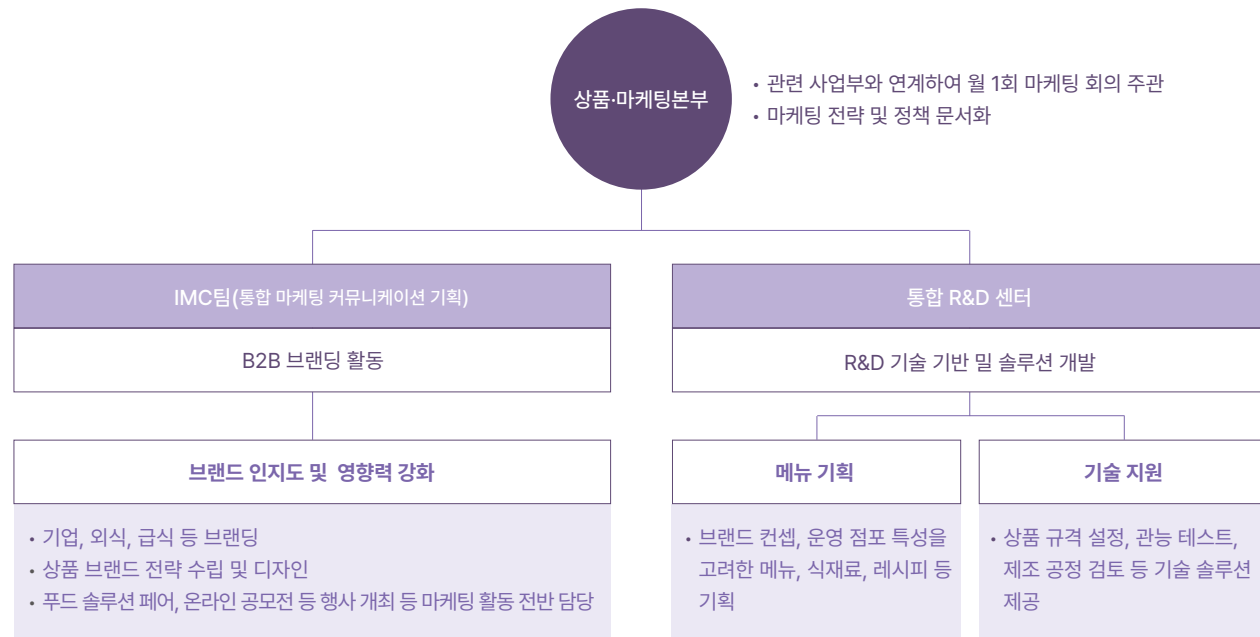 상품·마케팅본부
• 관련 사업부와 연계하여 월 1회 마케팅 회의 주관
• 마케팅 전략 및 정책 문서화
IMC팀(통합 마케팅 커뮤니케이션 기획)
B2B 브랜딩 활동
브랜드 인지도 및 영향력 강화
• 기업, 외식, 급식 등 브랜딩
• 상품 브랜드 전략 수립 및 디자인
• 푸드 솔루션 페어, 온라인 공모전 등 행사 개최 등 마케팅 활동 전반 담당
통합 R&D 센터
R&D 기술 기반 밀 솔루션 개발
메뉴 기획
• 브랜드 컨셉, 운영 점포 특성을
고려한 메뉴, 식재료, 레시피 등
기획
기술 지원
• 상품 규격 설정, 관능 테스트,
제조 공정 검토 등 기술 솔루션
제공